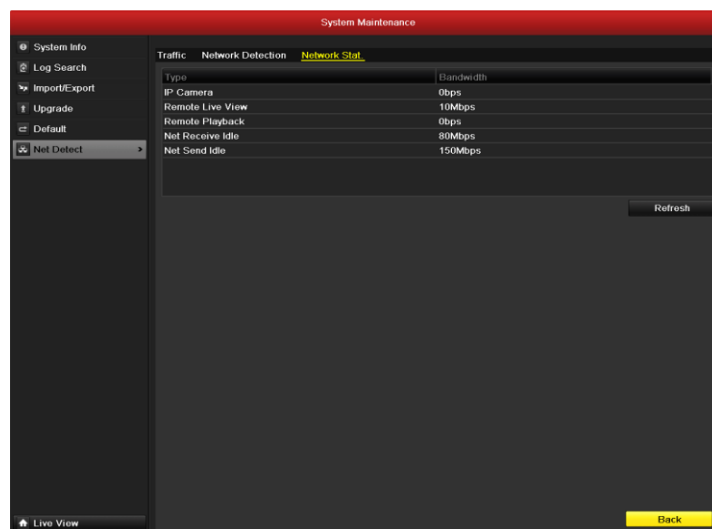 System Maintenance
System Info
Log Search
Import/Export
Upgrade
Default
Net Detect
Traffic Network Detection Network Stat.
Type Bandwidth
IP Camera 0bps
Remote Live View 10Mbps
Remote Playback 0bps
Net Receive Idle 80Mbps
Net Send Idle 150Mbps
Refresh
Live View
Back